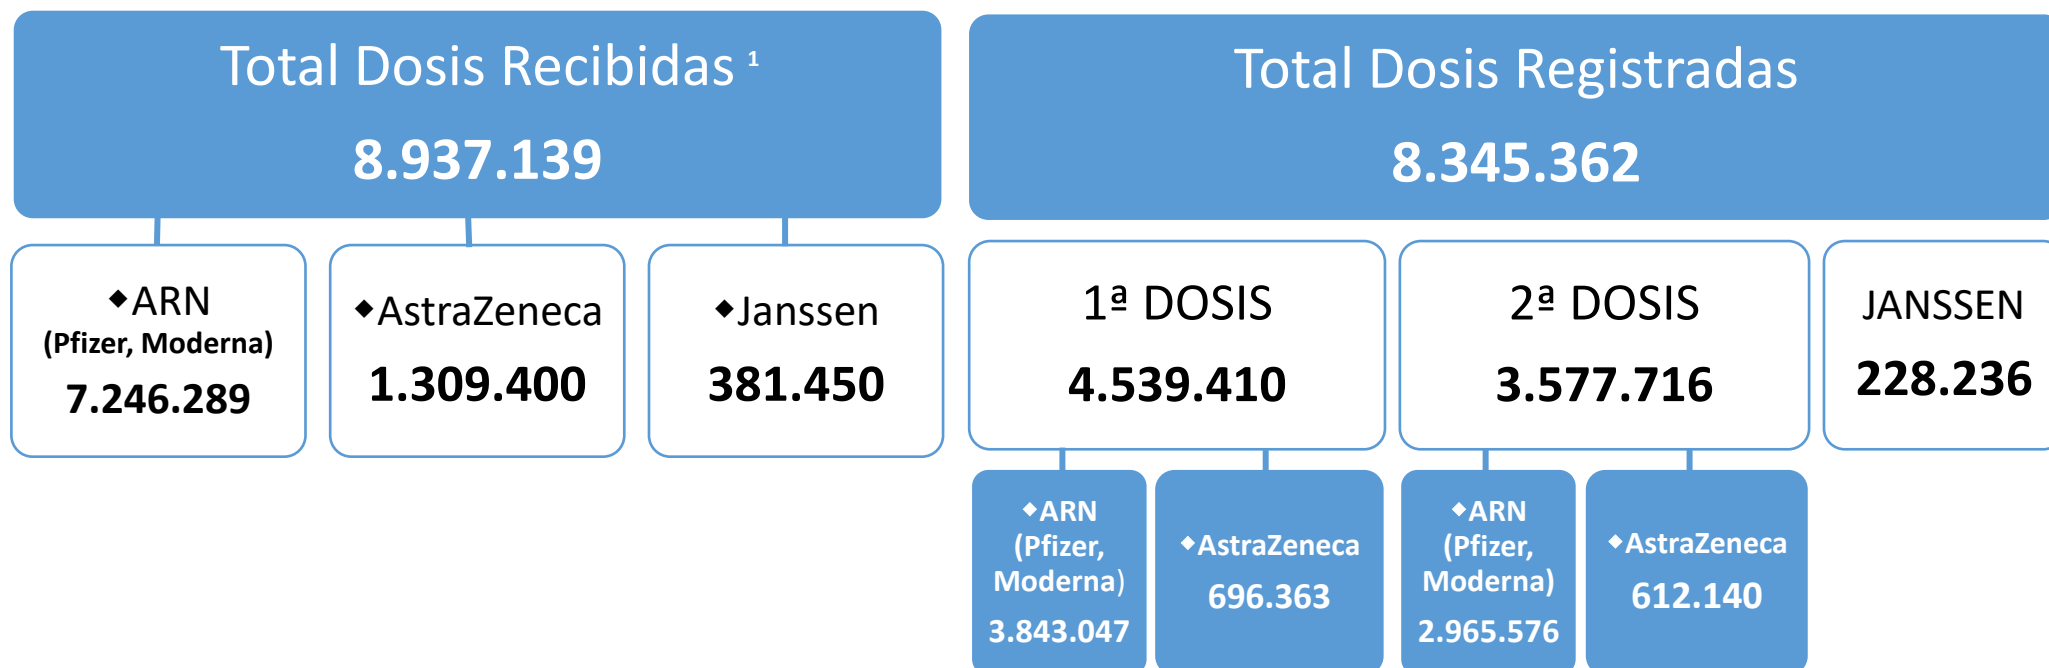 Total Dosis Recibidas ¹
8.937.139
◆ARN
(Pfizer, Moderna)
7.246.289
◆AstraZeneca
1.309.400
◆Janssen
381.450
Total Dosis Registradas
8.345.362
1ª DOSIS
4.539.410
◆ARN
(Pfizer,
Moderna)
3.843.047
◆AstraZeneca
696.363
2ª DOSIS
3.577.716
◆ARN
(Pfizer,
Moderna)
2.965.576
◆AstraZeneca
612.140
JANSSEN
228.236